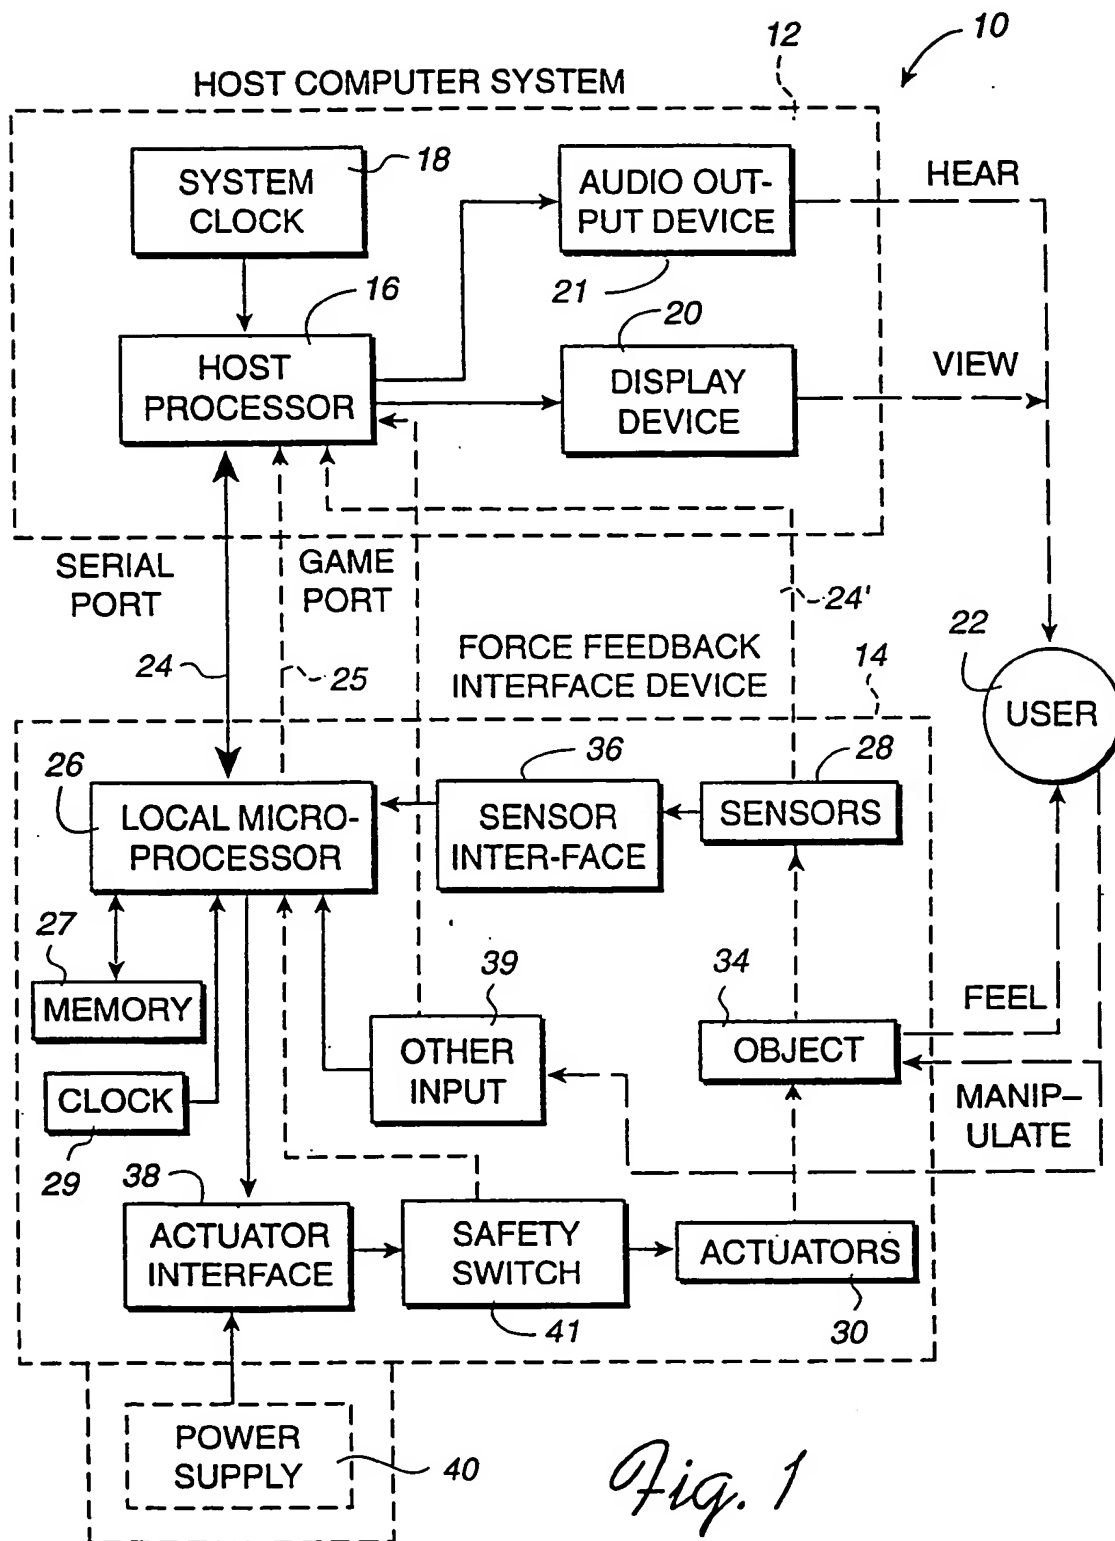 10
12
HOST COMPUTER SYSTEM
18
SYSTEM
CLOCK
AUDIO OUT-
PUT DEVICE
HEAR
21
16
20
HOST
PROCESSOR
DISPLAY
DEVICE
VIEW
SERIAL
PORT
GAME
PORT
24'
24
25
FORCE FEEDBACK
INTERFACE DEVICE
14
22
USER
26
LOCAL MICRO-
PROCESSOR
36
SENSOR
INTER-FACE
28
SENSORS
27
MEMORY
39
OTHER
INPUT
34
OBJECT
FEEL
CLOCK
29
MANIP-
ULATE
38
ACTUATOR
INTERFACE
SAFETY
SWITCH
41
ACTUATORS
30
POWER
SUPPLY
40
Fig. 1